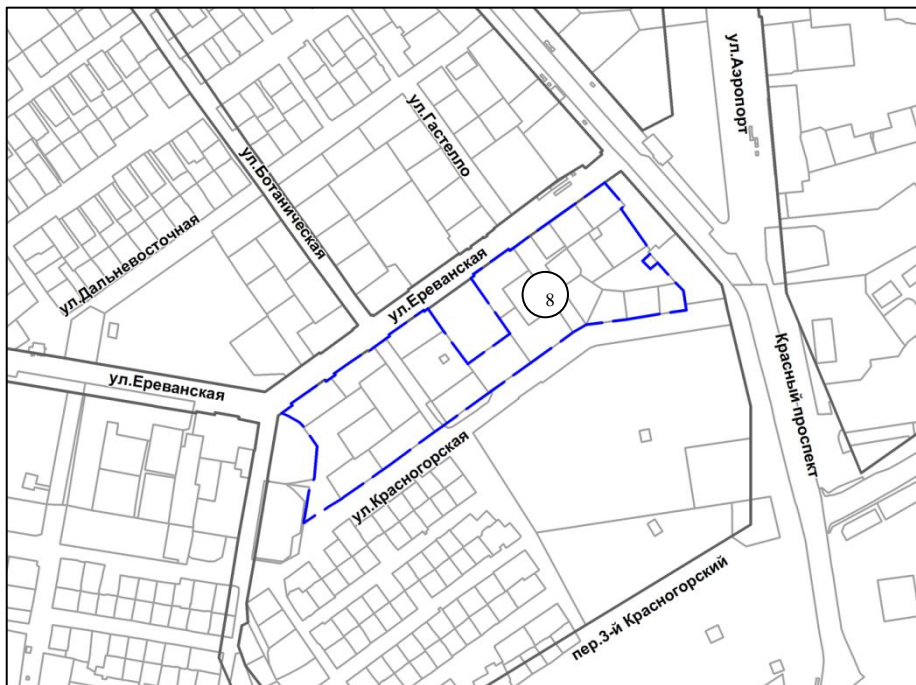 ул.Аэропорт
ул.Гастелло
ул.Ботаническая
ул.Дальневосточная
ул.Ереванская
8
ул.Ереванская
Красный проспект
ул.Красногорская
пер.3-й Красногорский